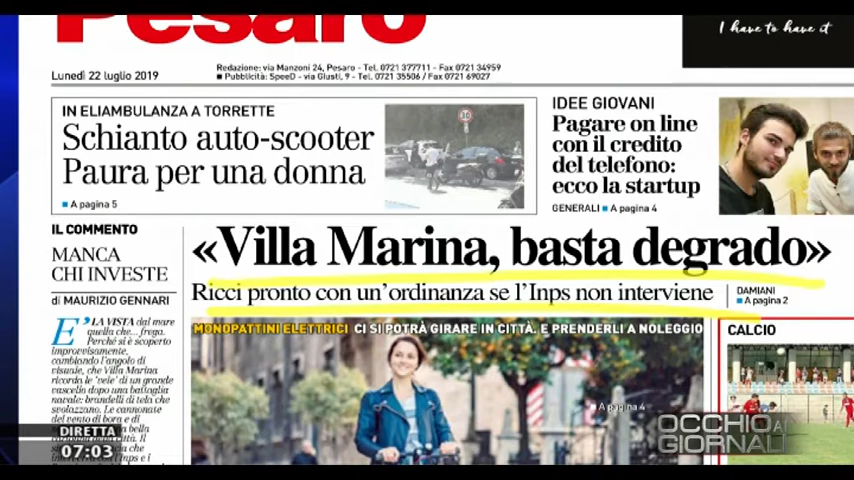 Pesaro
I have to have it
Lunedì 22 luglio 2019
Redazione: via Manzoni 24, Pesaro - Tel. 0721 377711 - Fax 0721 34959
■ Pubblicità: SpeeD - via Giusti, 9 - Tel. 0721 35506 / Fax 0721 69027
IN ELIAMBULANZA A TORRETTE
Schianto auto-scooter
Paura per una donna
■ A pagina 5
30
IDEE GIOVANI
Pagare on line
con il credito
del telefono:
ecco la startup
GENERALI ■ A pagina 4
IL COMMENTO
MANCA
CHI INVESTE
di MAURIZIO GENNARI
E' LA VISTA dal mare
quella che... frega.
Perché si è scoperto
improvvisamente,
cambiando l'angolo di
visuale, che Villa Marina
ricorda le 'vele' di un grande
vascello dopo una battaglia
navale: brandelli di tela che
svolazzano. Le cannonate
del vento di bora e di
«Villa Marina, basta degrado»
Ricci pronto con un'ordinanza se l'Inps non interviene
DAMIANI
■ A pagina 2
MONOPATTINI ELETTRICI CI SI POTRÀ GIRARE IN CITTÀ. E PRENDERLI A NOLEGGIO
■ A pagina 4
CALCIO
DIRETTA
07:03
OCCHIO AI
GIORNALI